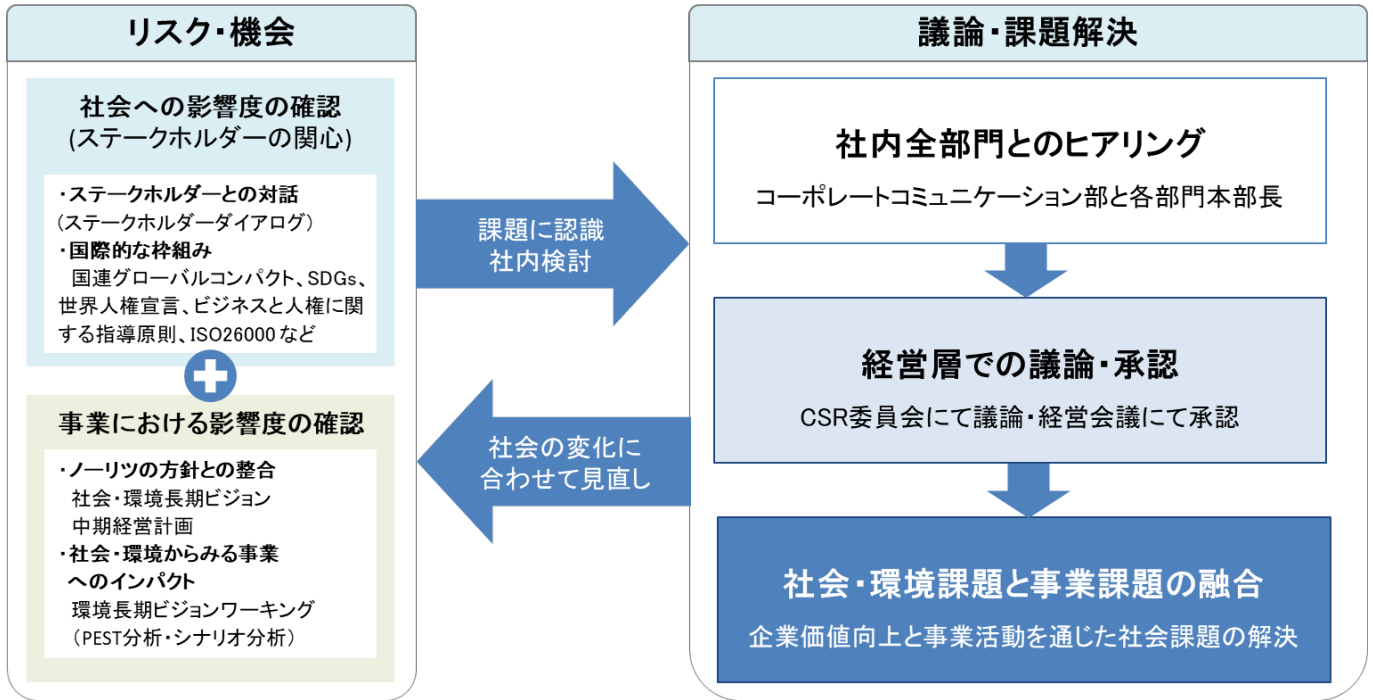 リスク・機会
社会への影響度の確認
(ステークホルダーの関心)
・ステークホルダーとの対話
(ステークホルダーダイアログ)
・国際的な枠組み
国連グローバルコンパクト、SDGs、
世界人権宣言、ビジネスと人権に関
する指導原則、ISO26000 など
事業における影響度の確認
・ノーリツの方針との整合
社会・環境長期ビジョン
中期経営計画
・社会・環境からみる事業
へのインパクト
環境長期ビジョンワーキング
(PEST分析・シナリオ分析)
課題に認識
社内検討
社会の変化に
合わせて見直し
議論・課題解決
社内全部門とのヒアリング
コーポレートコミュニケーション部と各部門本部長
経営層での議論・承認
CSR委員会にて議論・経営会議にて承認
社会・環境課題と事業課題の融合
企業価値向上と事業活動を通じた社会課題の解決